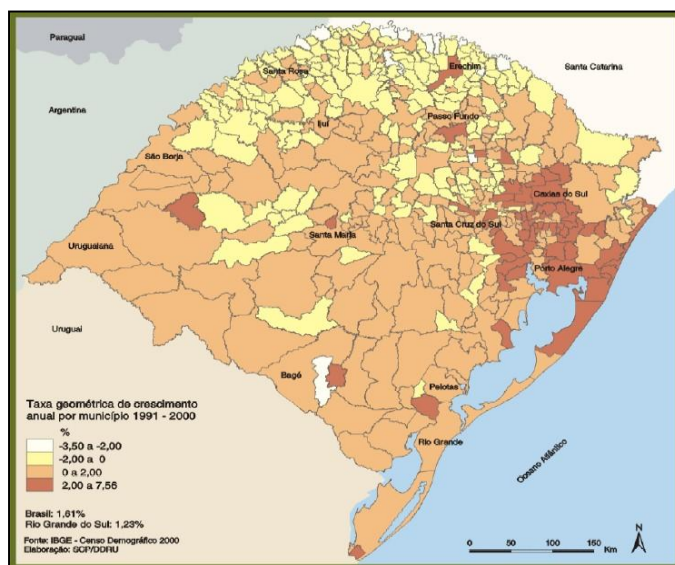 Paraguai
Argentina
Santa Catarina
Santa Rosa
Erechim
Ijuí
Passo Fundo
São Borja
Caxias do Sul
Santa Maria
Santa Cruz do Sul
Uruguaiana
Porto Alegre
Uruguai
Bagé
Pelotas
Rio Grande
Oceano Atlântico
Taxa geométrica de crescimento
anual por município 1991 - 2000
%
-3,50 a -2,00
-2,00 a 0
0 a 2,00
2,00 a 7,56
Brasil: 1,61%
Rio Grande do Sul: 1,23%
Fonte: IBGE - Censo Demográfico 2000
Elaboração: SCP/DDRU
0 50 100 150
Km
N